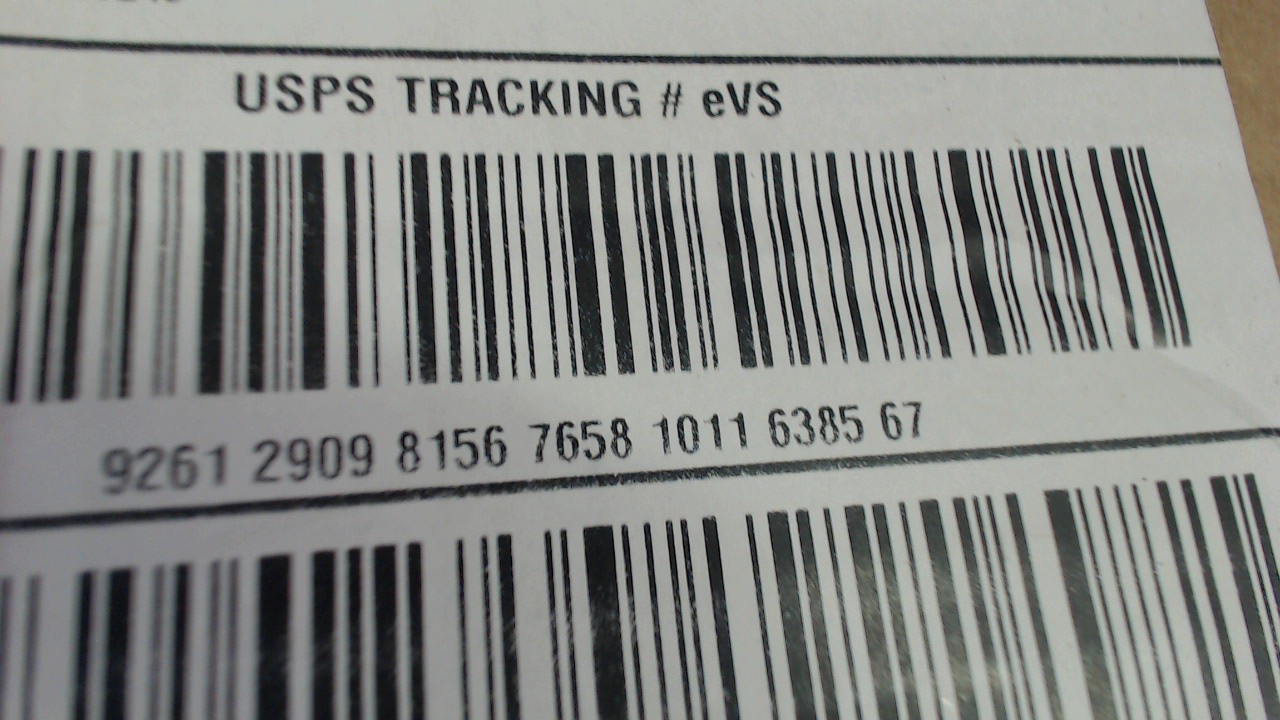 USPS TRACKING # eVS
9261 2909 8156 7658 1011 6385 67